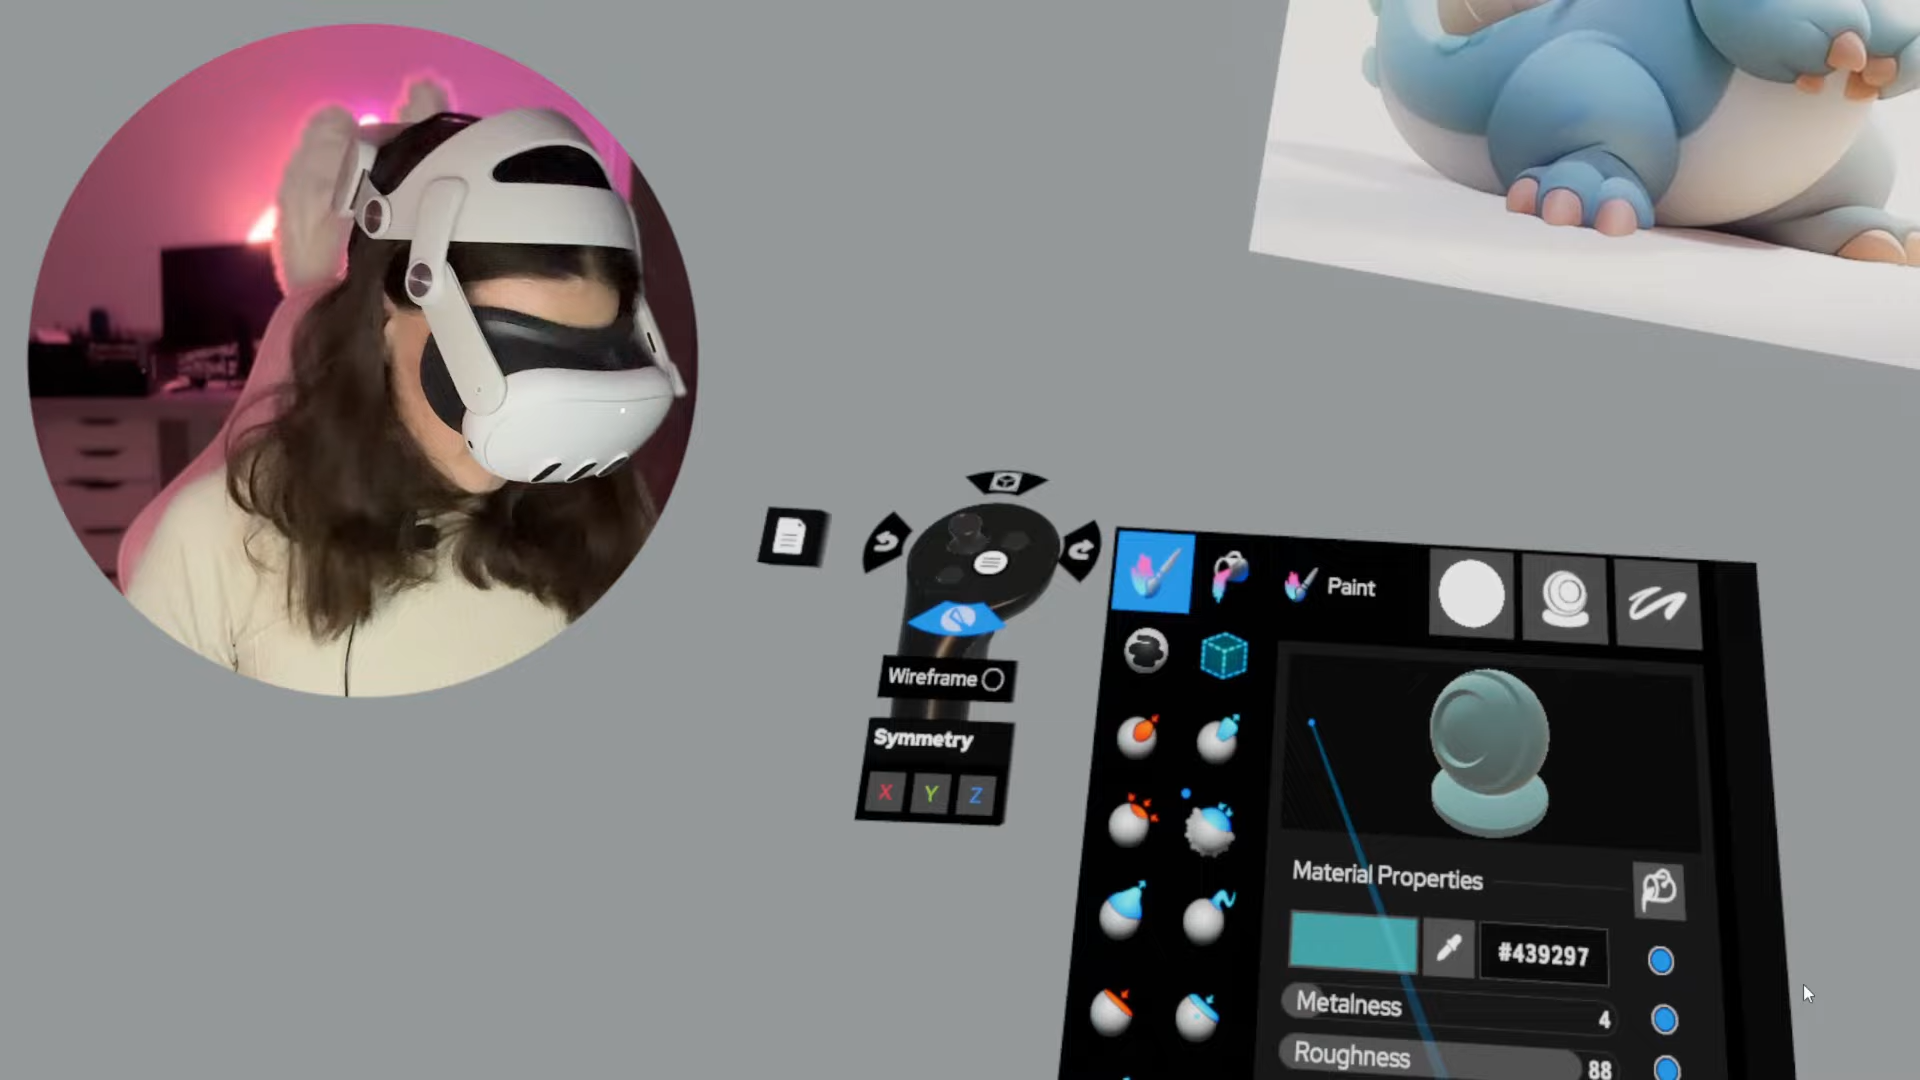 Paint
Wireframe
Symmetry
X Y Z
Material Properties
#439297
Metalness 4
Roughness 88